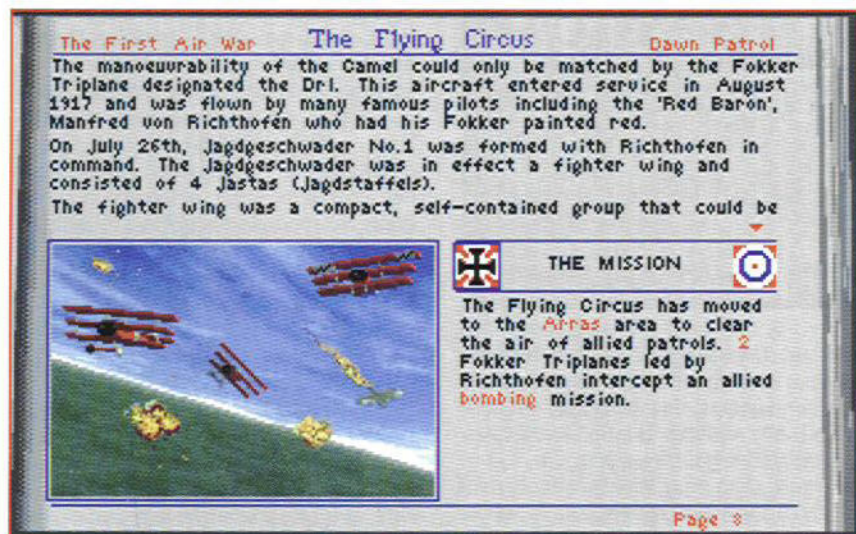 The First Air War The Flying Circus Dawn Patrol
The manoeuvrability of the Camel could only be matched by the Fokker
Triplane designated the DrI. This aircraft entered service in August
1917 and was flown by many famous pilots including the 'Red Baron',
Manfred von Richthofen who had his Fokker painted red.
On July 26th, Jagdgeschwader No.1 was formed with Richthofen in
command. The Jagdgeschwader was in effect a fighter wing and
consisted of 4 Jastas (Jagdstaffels).
The fighter wing was a compact, self-contained group that could be
THE MISSION
The Flying Circus has moved
to the Arras area to clear
the air of allied patrols. 2
Fokker Triplanes led by
Richthofen intercept an allied
bombing mission.
Page 8